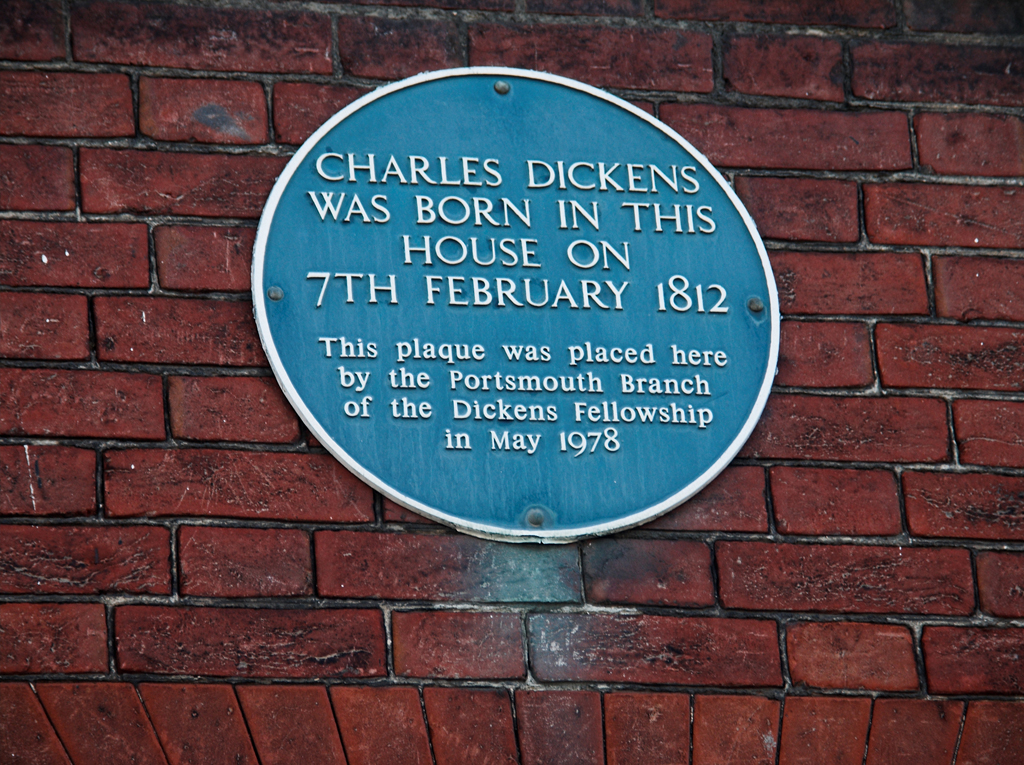 CHARLES DICKENS
WAS BORN IN THIS
HOUSE ON
7TH FEBRUARY 1812
This plaque was placed here
by the Portsmouth Branch
of the Dickens Fellowship
in May 1978